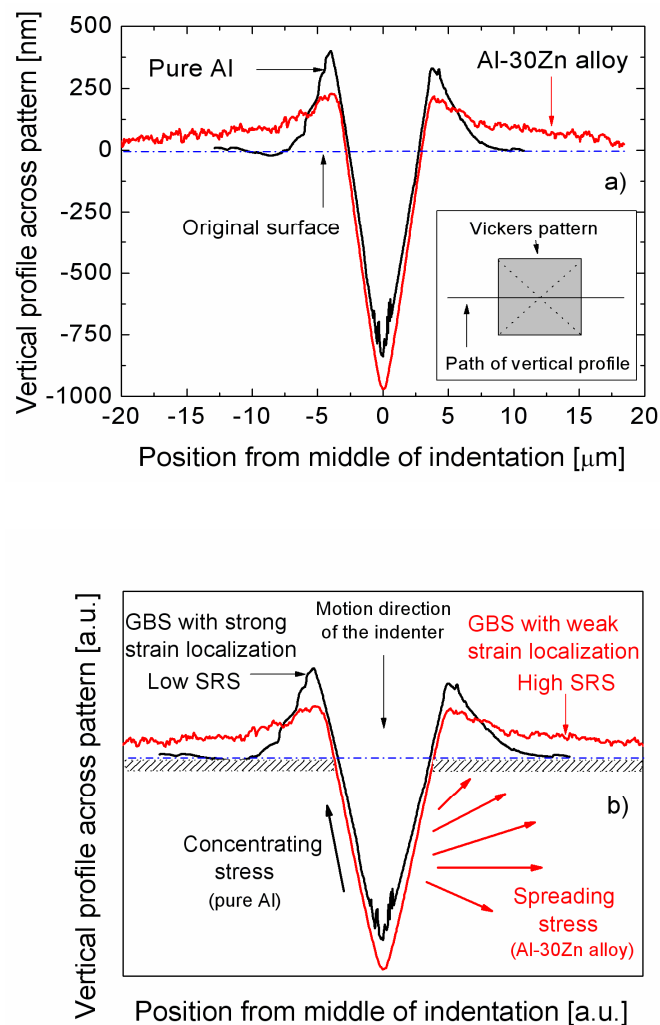 Vertical profile across pattern [nm]
500
250
0
-250
-500
-750
-1000
Pure Al
Al-30Zn alloy
a)
Original surface
Vickers pattern
Path of vertical profile
-20 -15 -10 -5 0 5 10 15 20
Position from middle of indentation [µm]
Vertical profile across pattern [a.u.]
GBS with strong
strain localization
Low SRS
Motion direction
of the indenter
GBS with weak
strain localization
High SRS
b)
Concentrating
stress
(pure Al)
Spreading
stress
(Al-30Zn alloy)
Position from middle of indentation [a.u.]